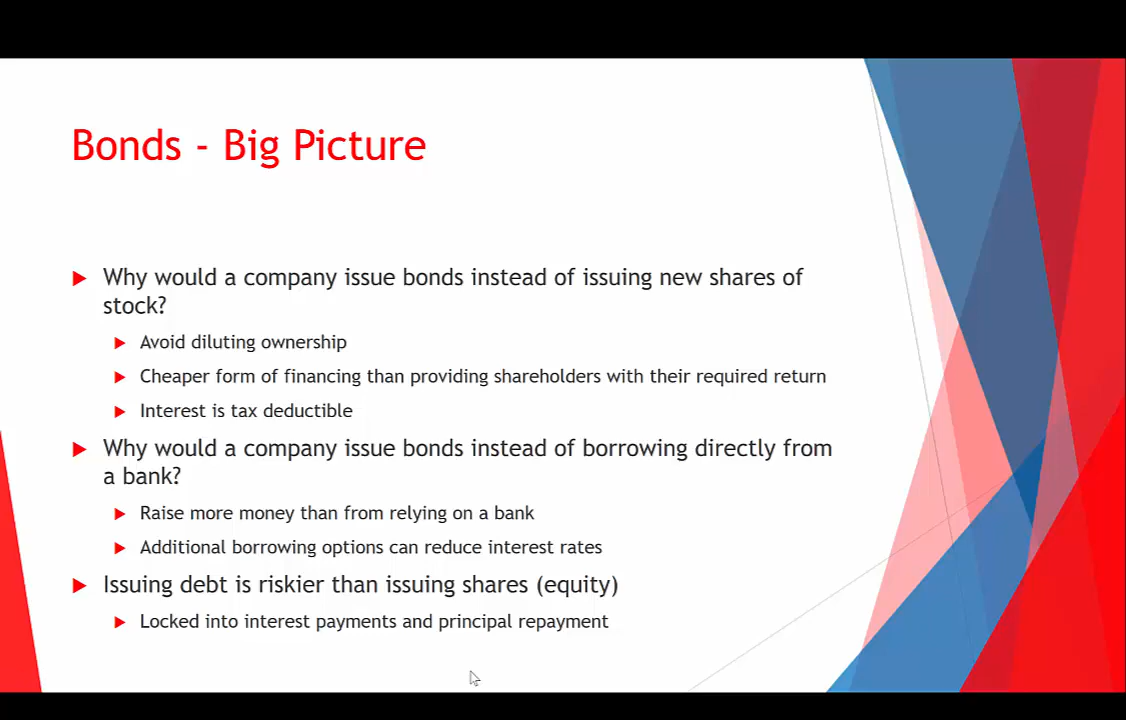 Bonds - Big Picture
Why would a company issue bonds instead of issuing new shares of
stock?
Avoid diluting ownership
Cheaper form of financing than providing shareholders with their required return
Interest is tax deductible
Why would a company issue bonds instead of borrowing directly from
a bank?
Raise more money than from relying on a bank
Additional borrowing options can reduce interest rates
Issuing debt is riskier than issuing shares (equity)
Locked into interest payments and principal repayment